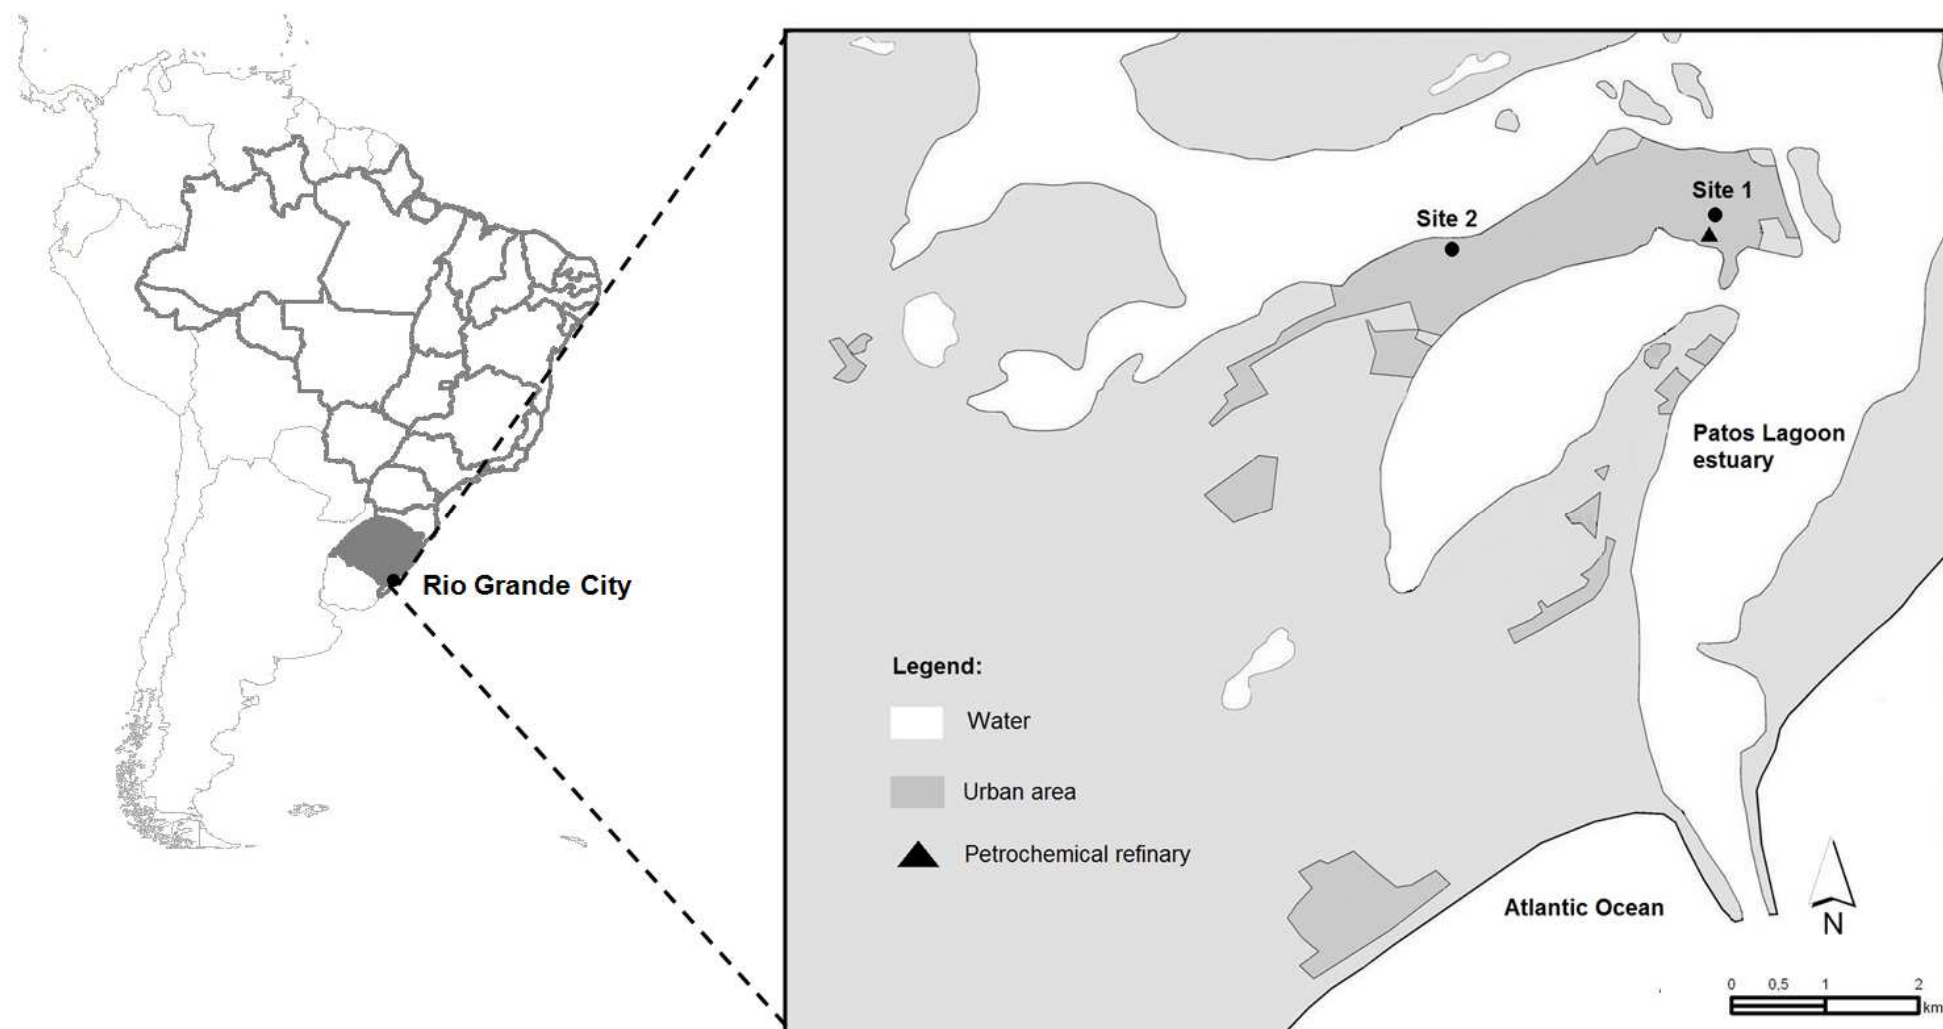 Site 1
Site 2
Patos Lagoon
estuary
Rio Grande City
Legend:
Water
Urban area
Petrochemical refinary
Atlantic Ocean
N
0 0,5 1 2
km